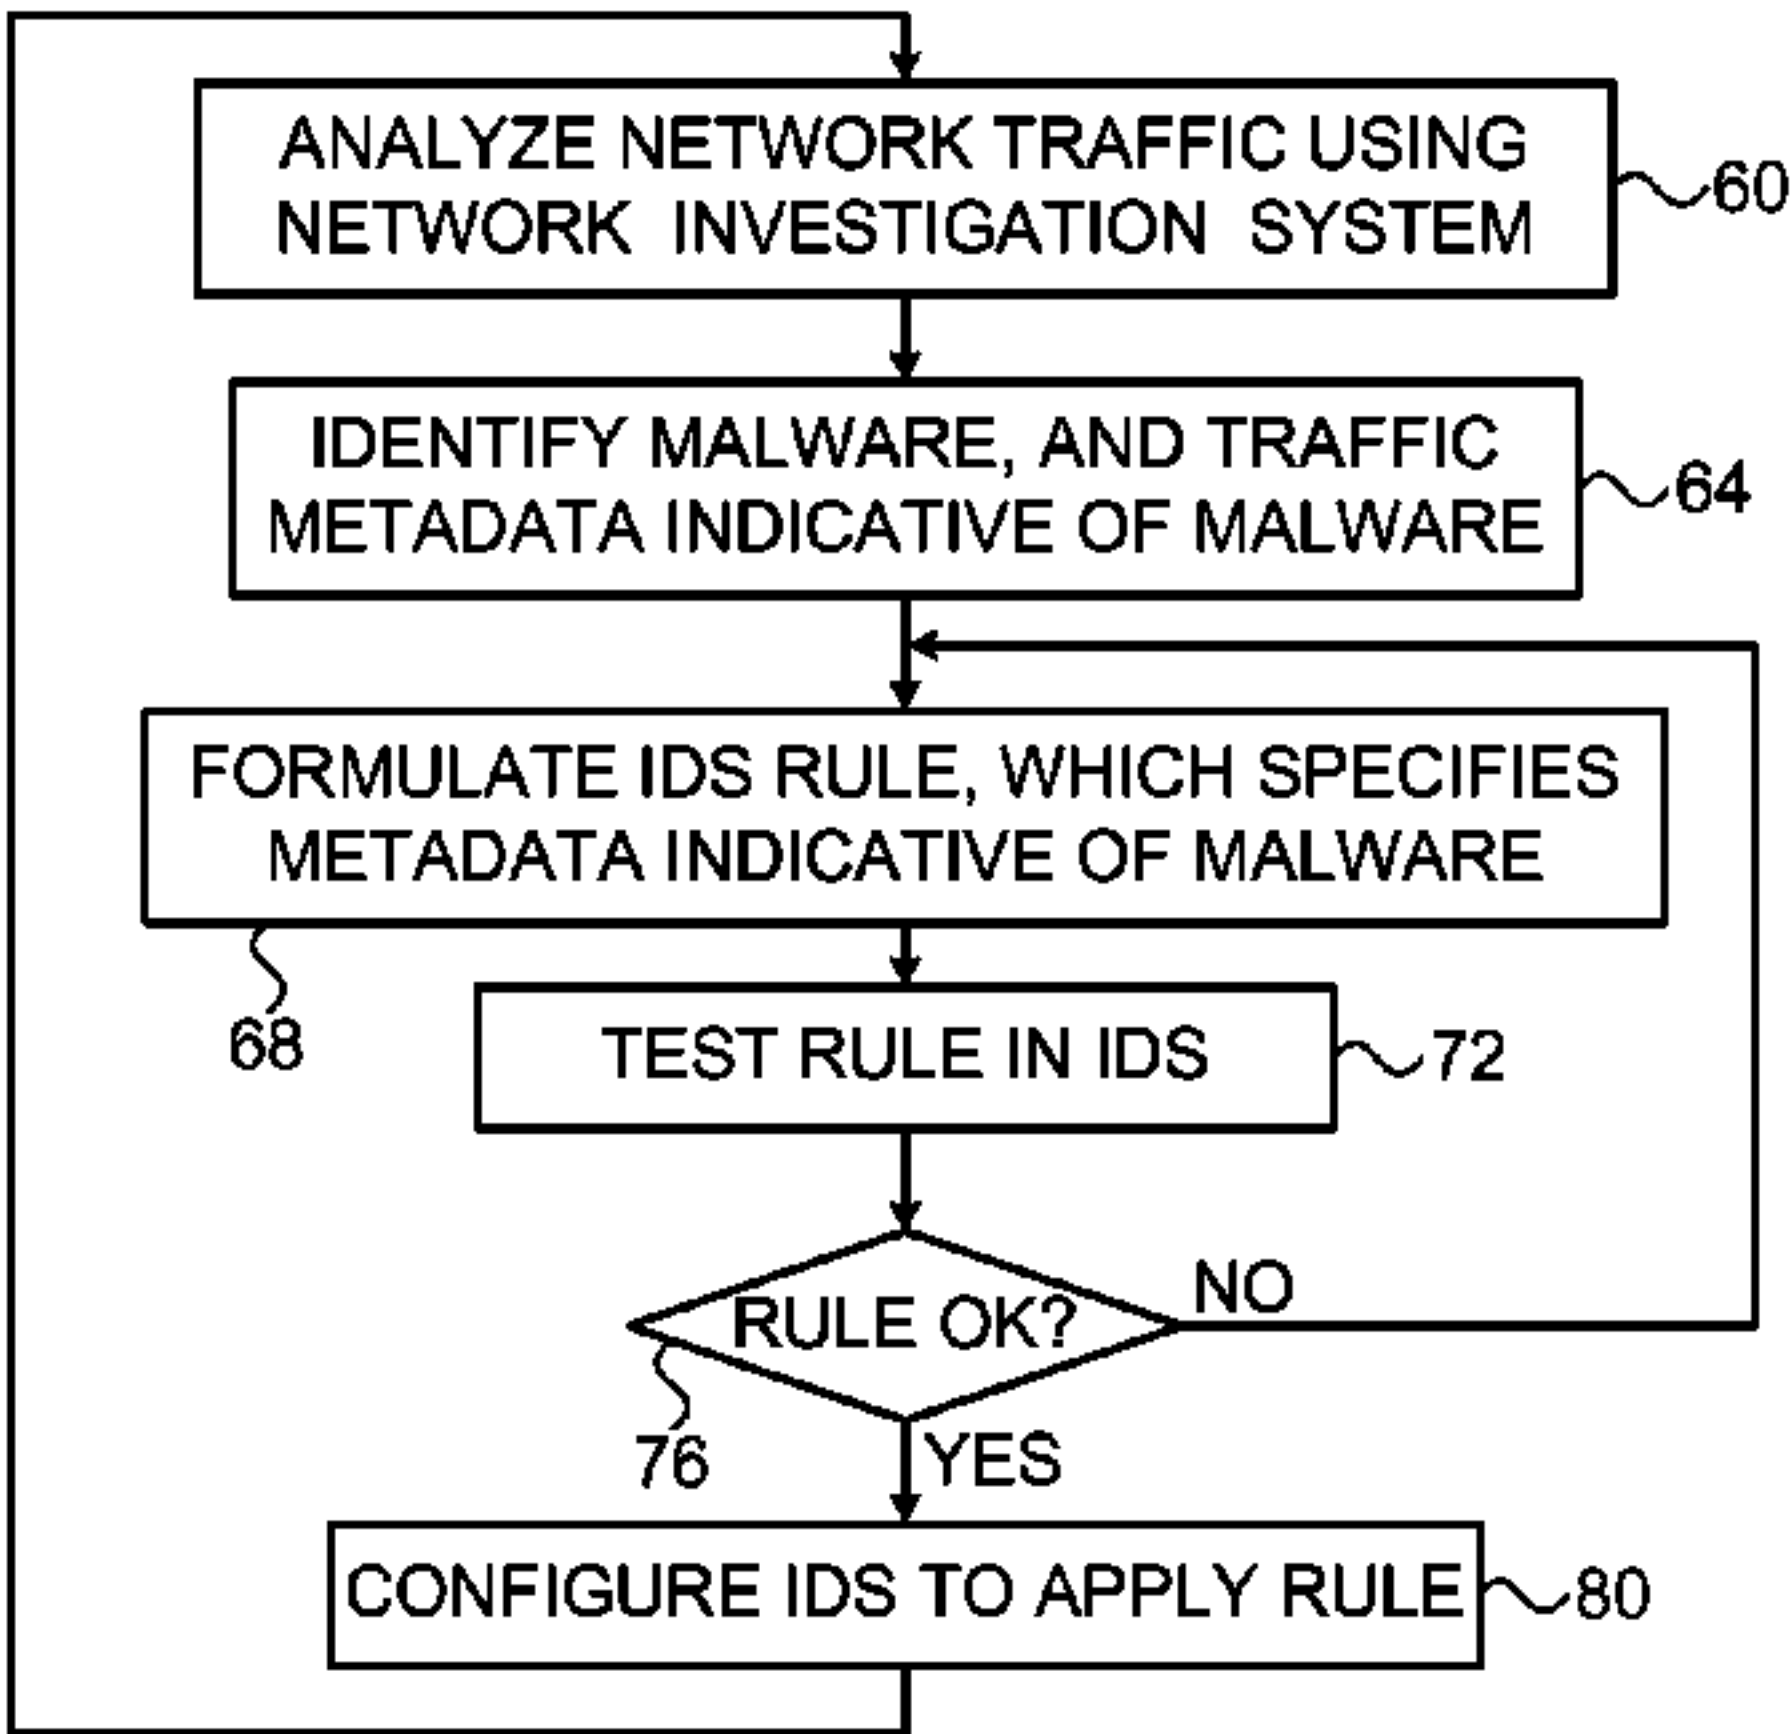 ANALYZE NETWORK TRAFFIC USING
NETWORK INVESTIGATION SYSTEM
60
IDENTIFY MALWARE, AND TRAFFIC
METADATA INDICATIVE OF MALWARE
64
FORMULATE IDS RULE, WHICH SPECIFIES
METADATA INDICATIVE OF MALWARE
68
TEST RULE IN IDS
72
RULE OK?
NO
76
YES
CONFIGURE IDS TO APPLY RULE
80